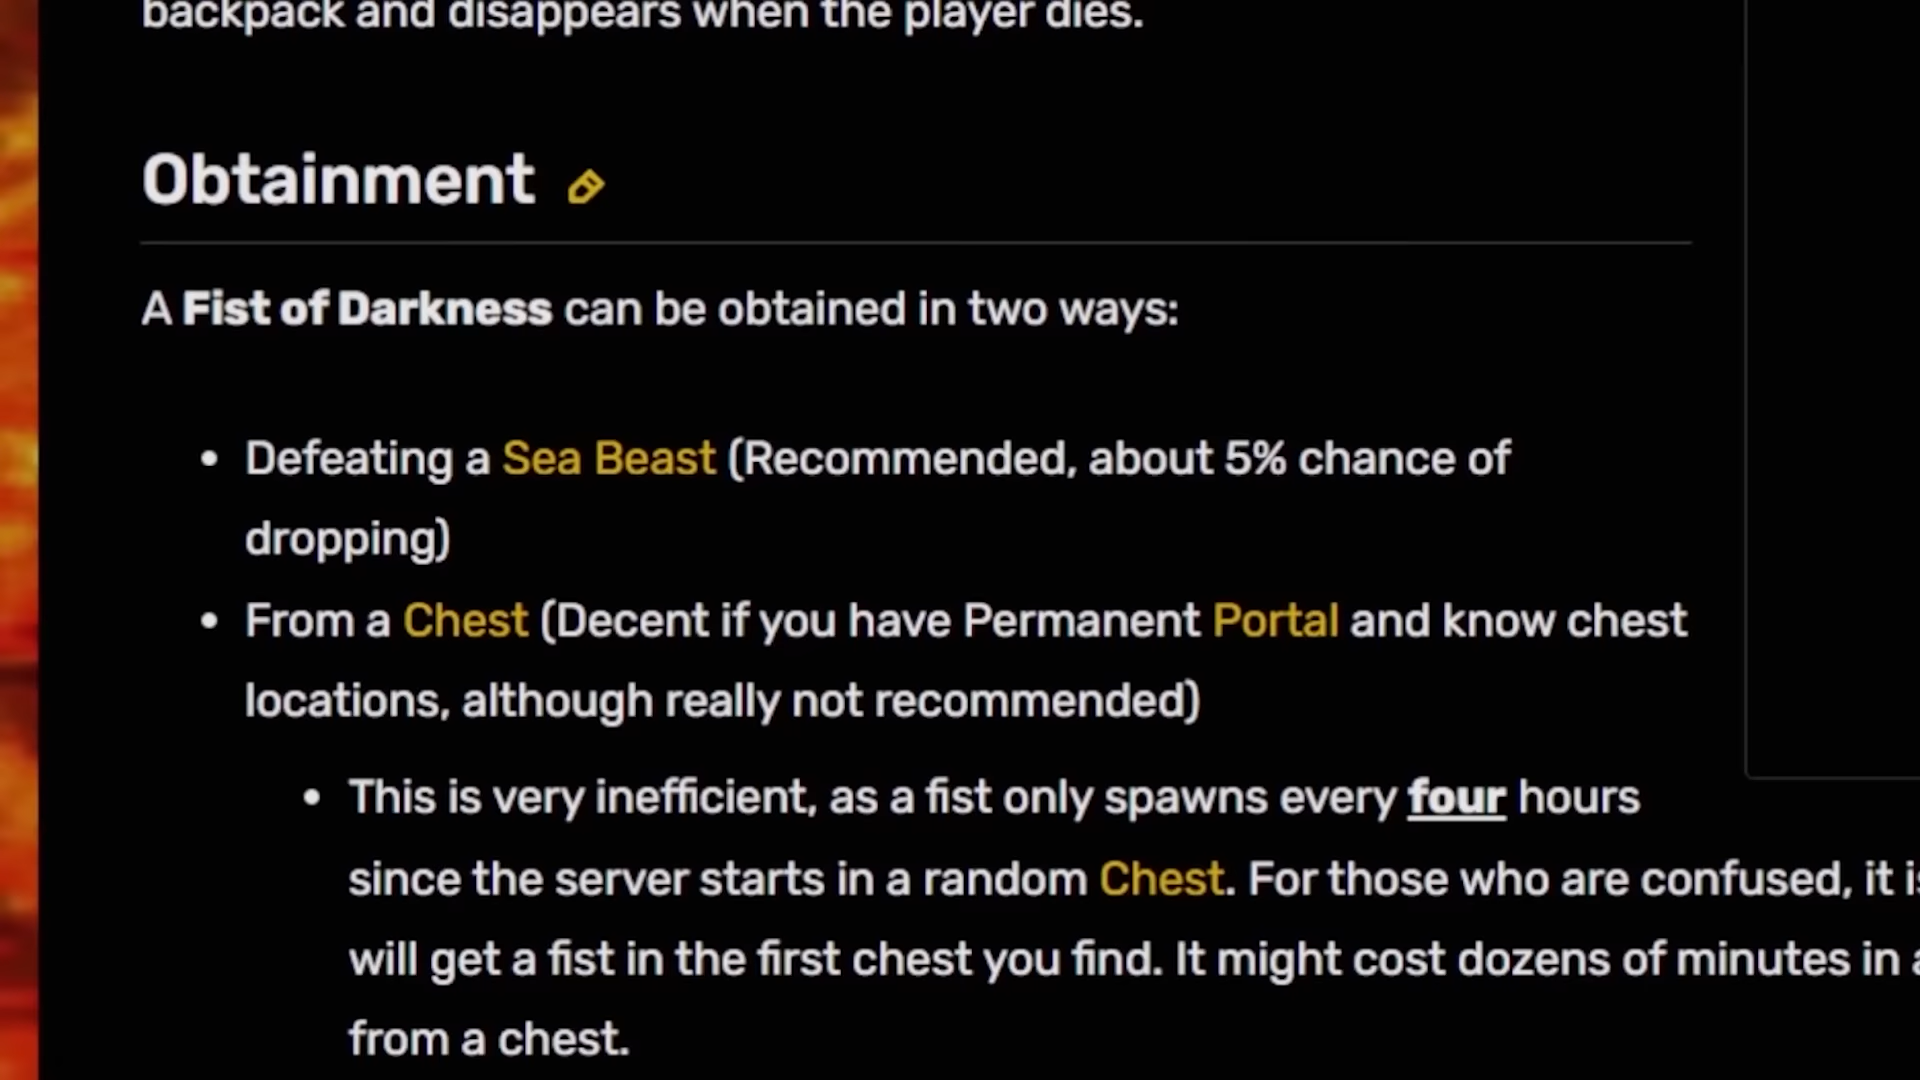 backpack and disappears when the player dies.
Obtainment
A Fist of Darkness can be obtained in two ways:
• Defeating a Sea Beast (Recommended, about 5% chance of
dropping)
• From a Chest (Decent if you have Permanent Portal and know chest
locations, although really not recommended)
• This is very inefficient, as a fist only spawns every four hours
since the server starts in a random Chest. For those who are confused, it
will get a fist in the first chest you find. It might cost dozens of minutes in
from a chest.